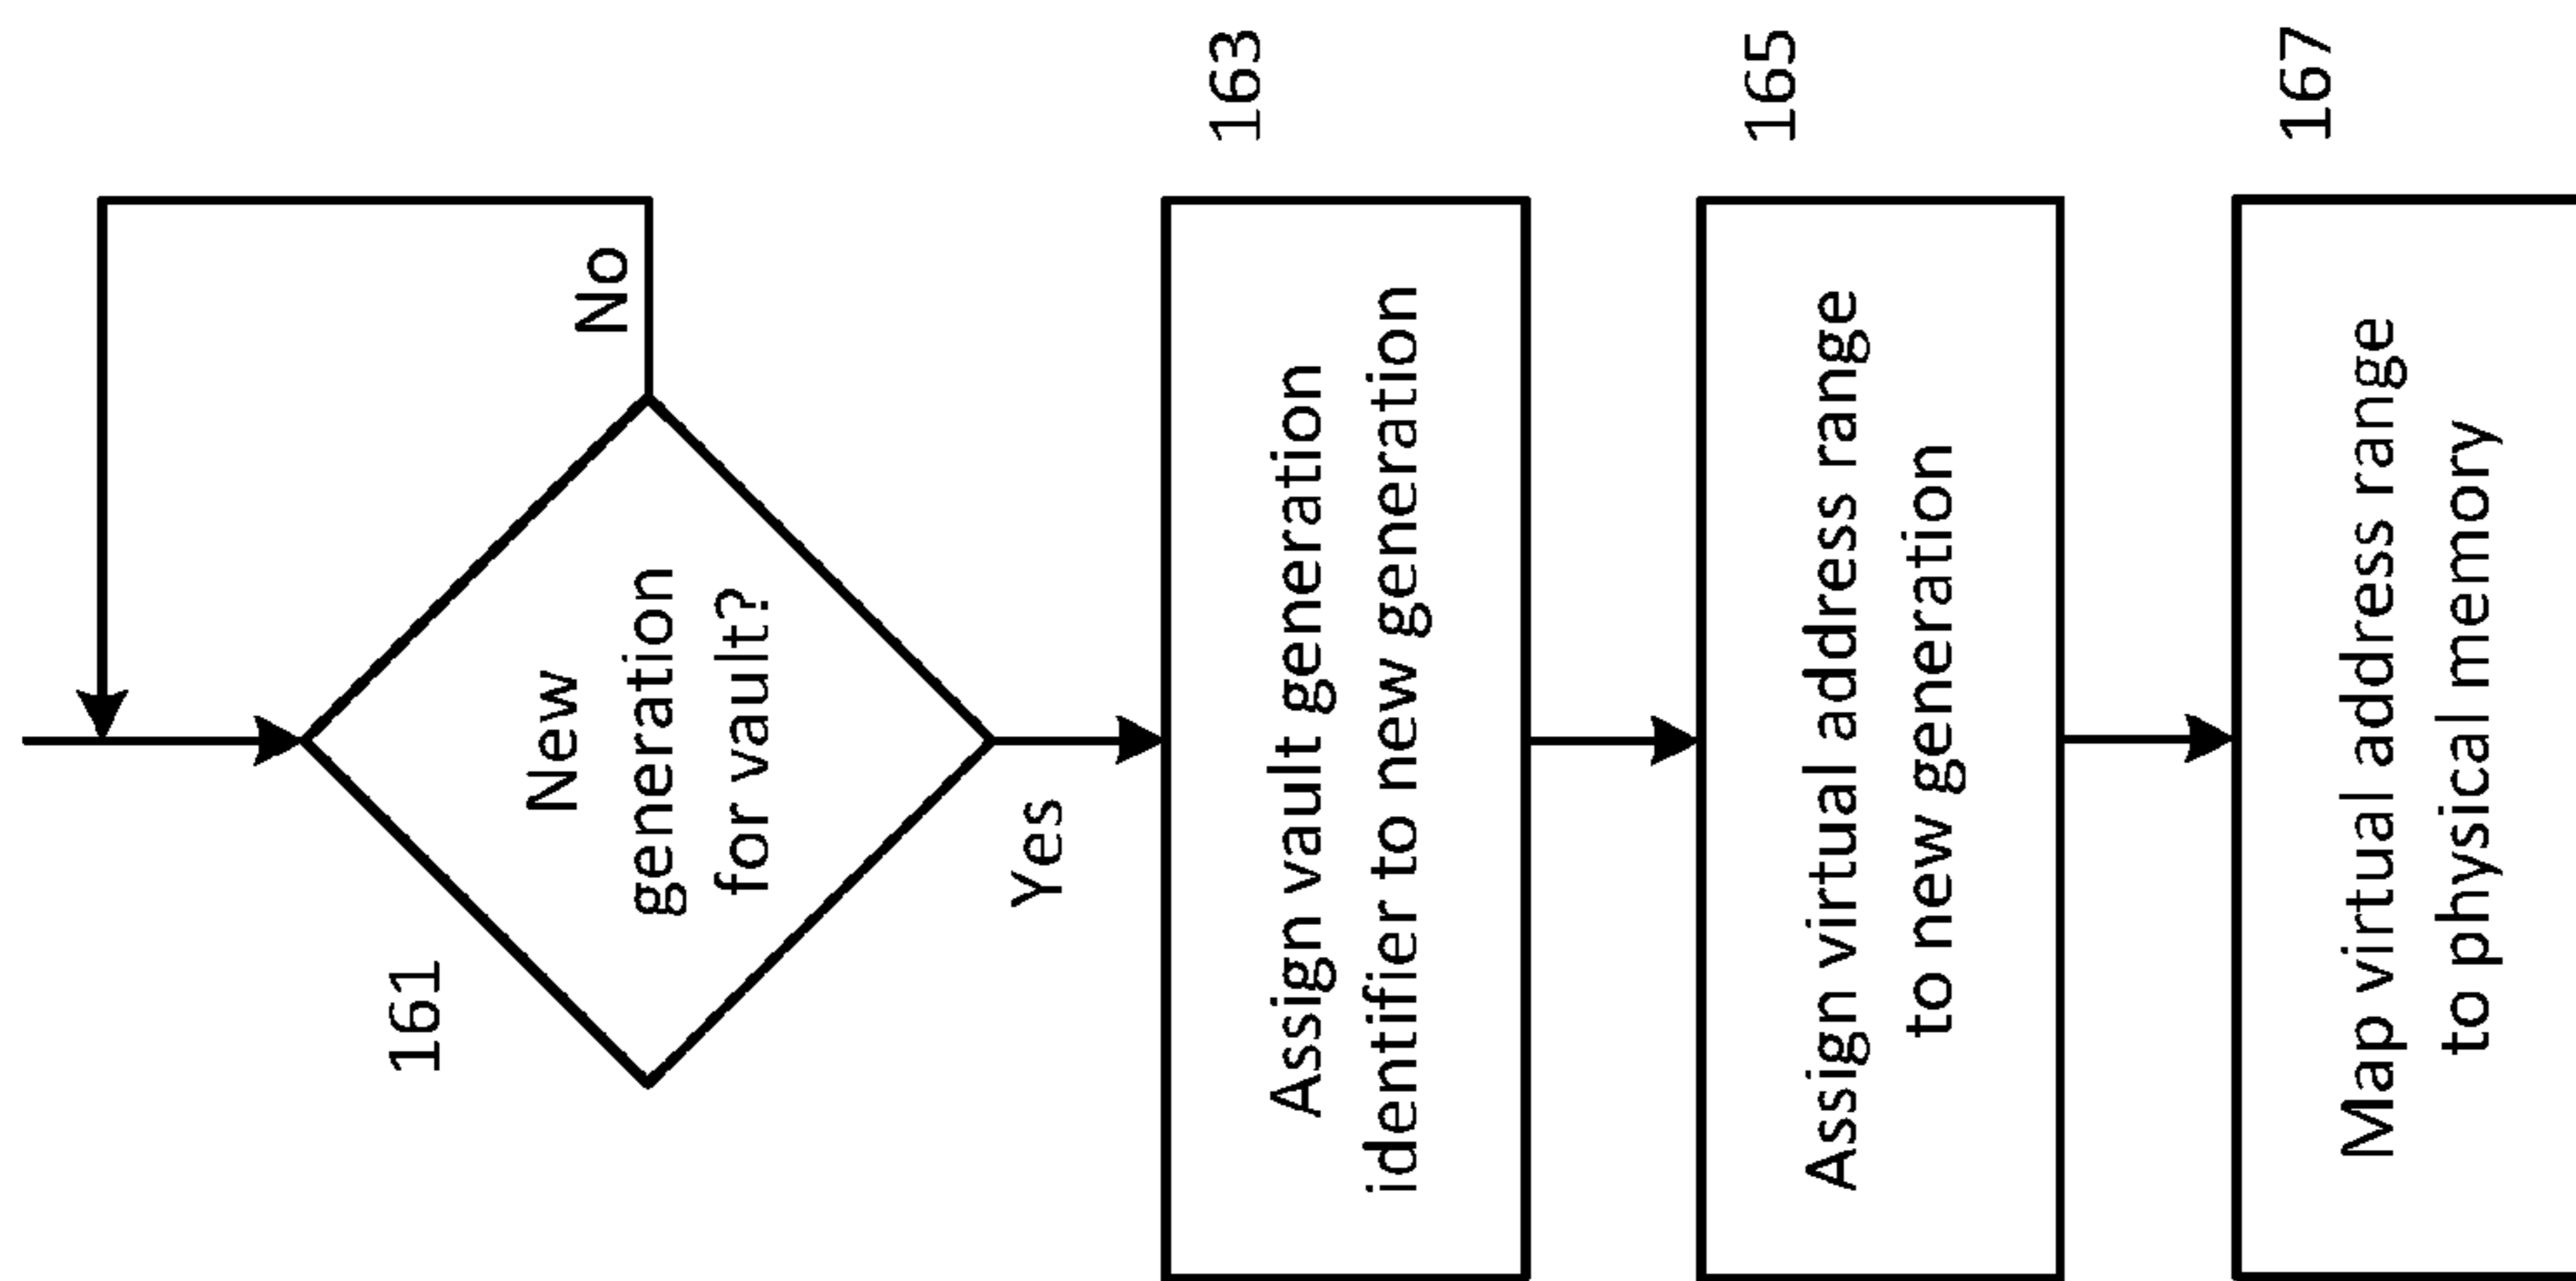 161
New
generation
for vault?
No
Yes
163
Assign vault generation
identifier to new generation
165
Assign virtual address range
to new generation
167
Map virtual address range
to physical memory